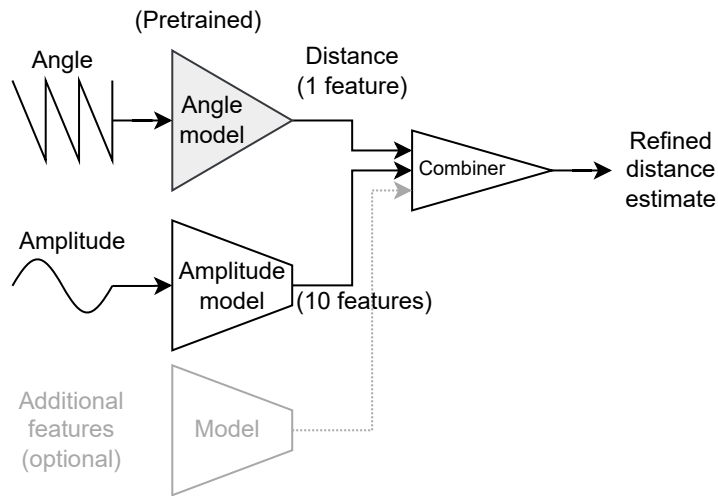 (Pretrained)
Angle
Angle
model
Distance
(1 feature)
Combiner
Refined
distance
estimate
Amplitude
Amplitude
model
(10 features)
Additional
features
(optional)
Model